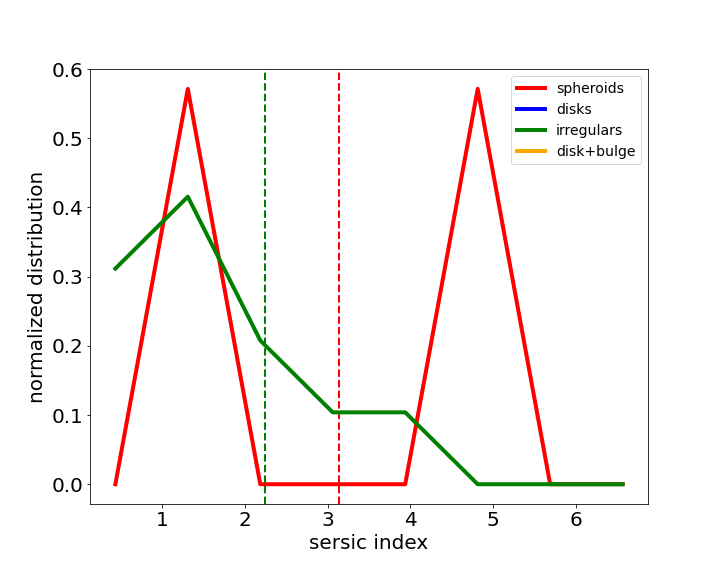 0.6
0.5
0.4
0.3
0.2
0.1
0.0
normalized distribution
spheroids
disks
irregulars
disk+bulge
1 2 3 4 5 6
sersic index